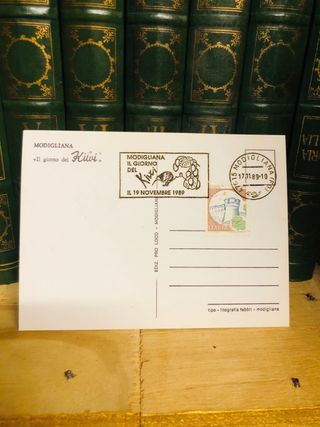 MODIGLIANA
«Il giorno del Kiwi».
MODIGLIANA
IL GIORNO
DEL
Kiwi
IL 19 NOVEMBRE 1989
MODIGLIANA
17.11.89-10
ITALIA
EDIZ. PRO LOCO - MODIGLIANA
tipo - litografia fabbri - modigliana